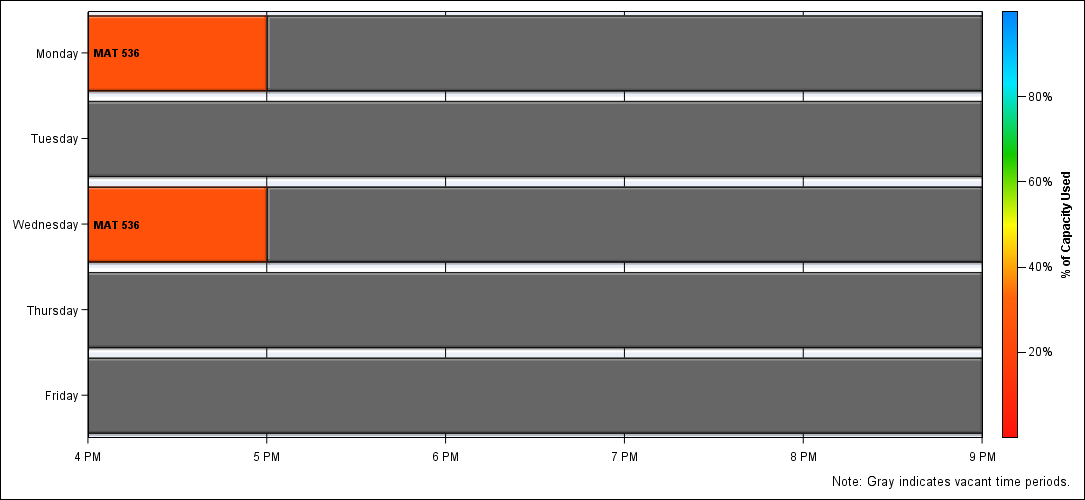 Monday
MAT 536
Tuesday
Wednesday
MAT 536
Thursday
Friday
4 PM
5 PM
6 PM
7 PM
8 PM
9 PM
80%
60%
40%
20%
% of Capacity Used
Note: Gray indicates vacant time periods.